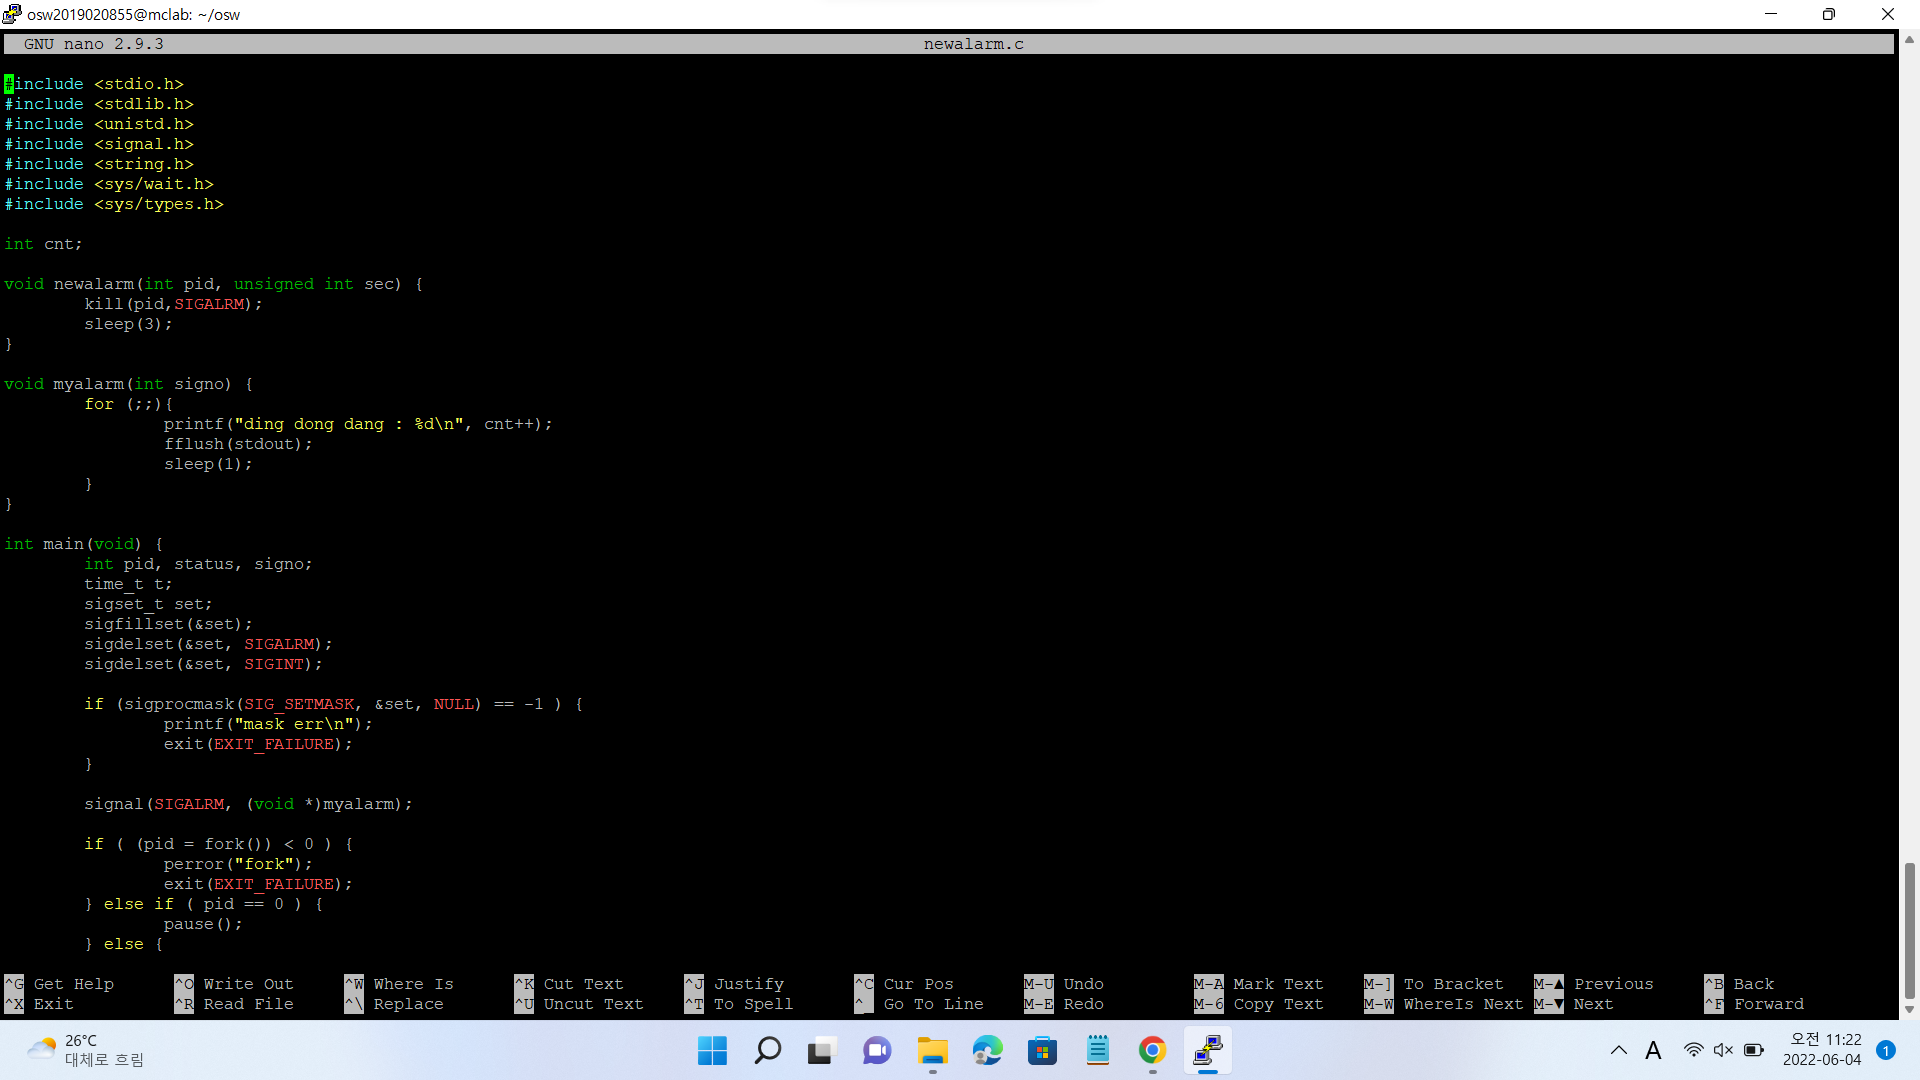 osw2019020855@mclab: ~/osw
GNU nano 2.9.3 newalarm.c
#include <stdio.h>
#include <stdlib.h>
#include <unistd.h>
#include <signal.h>
#include <string.h>
#include <sys/wait.h>
#include <sys/types.h>
int cnt;
void newalarm(int pid, unsigned int sec) {
kill(pid,SIGALRM);
sleep(3);
}
void myalarm(int signo) {
for (;;){
printf("ding dong dang : %d\n", cnt++);
fflush(stdout);
sleep(1);
}
}
int main(void) {
int pid, status, signo;
time_t t;
sigset_t set;
sigfillset(&set);
sigdelset(&set, SIGALRM);
sigdelset(&set, SIGINT);
if (sigprocmask(SIG_SETMASK, &set, NULL) == -1 ) {
printf("mask err\n");
exit(EXIT_FAILURE);
}
signal(SIGALRM, (void *)myalarm);
if ( (pid = fork()) < 0 ) {
perror("fork");
exit(EXIT_FAILURE);
} else if ( pid == 0 ) {
pause();
} else {
^G Get Help ^O Write Out ^W Where Is ^K Cut Text ^J Justify ^C Cur Pos M-U Undo M-A Mark Text M-] To Bracket M-▲ Previous ^B Back
^X Exit ^R Read File ^\ Replace ^U Uncut Text ^T To Spell ^_ Go To Line M-E Redo M-6 Copy Text M-W WhereIs Next M-▼ Next ^F Forward
26°C
대체로 흐림
A
오전 11:22
2022-06-04
1